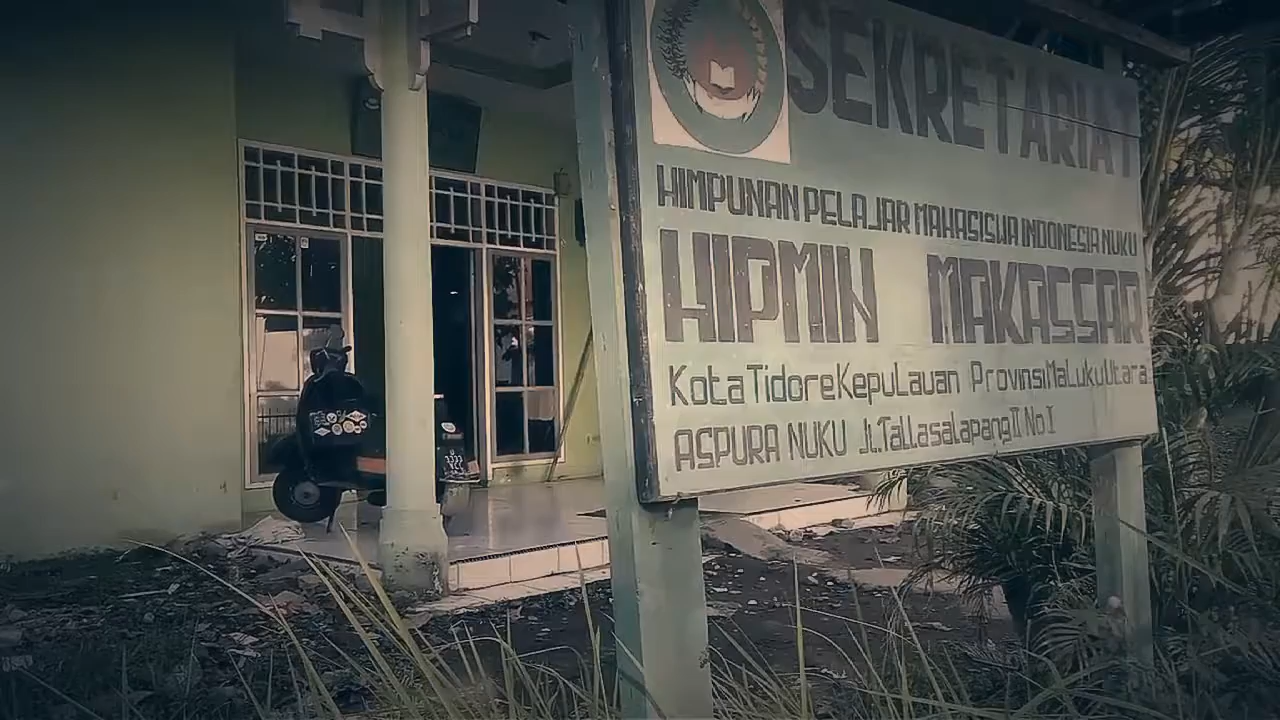 SEKRETARIAT
HIMPUNAN PELAJAR MAHASISWA INDONESIA NUKU
HIPMIN MAKASSAR
Kota Tidore Kepulauan Provinsi Maluku Utara
ASPURA NUKU Jl. Tallasalapang II No I